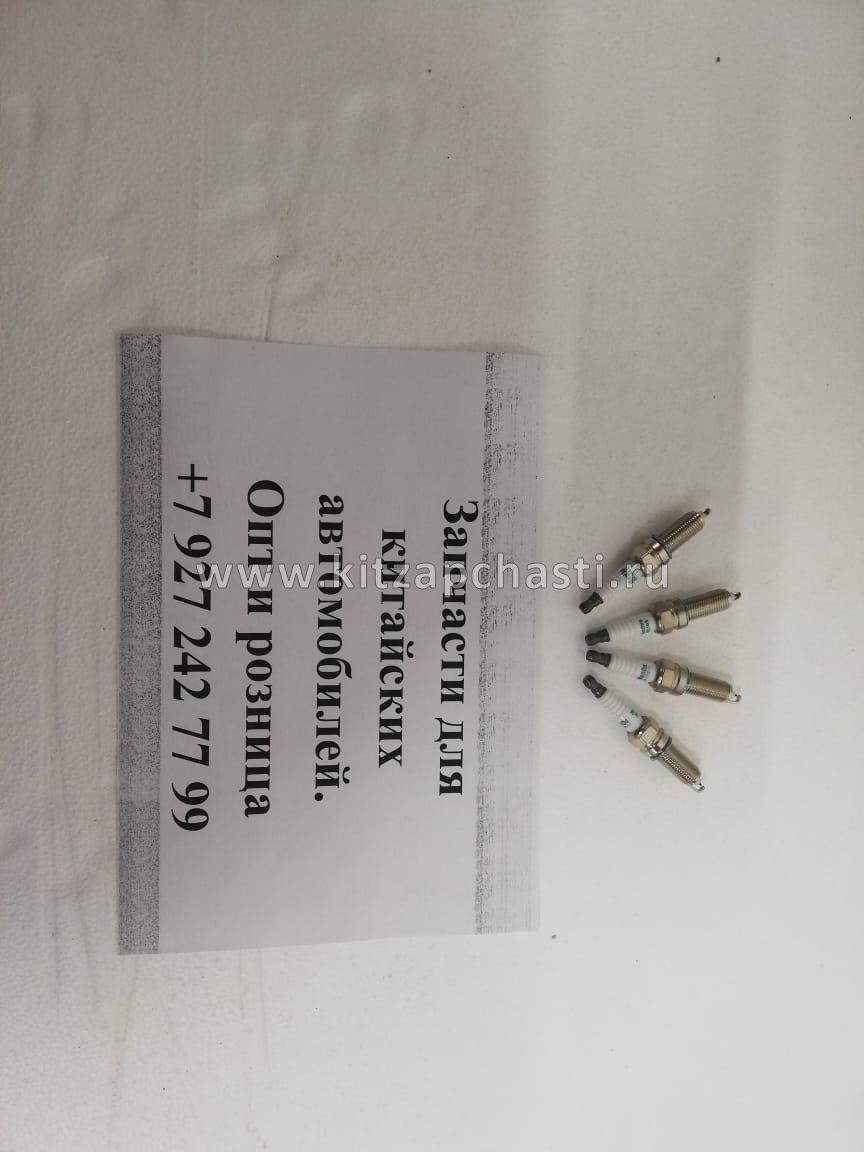 Запчасти для
китайских
автомобилей.
Опт и розница
+7 927 242 77 99
www.kitzapchasti.ru